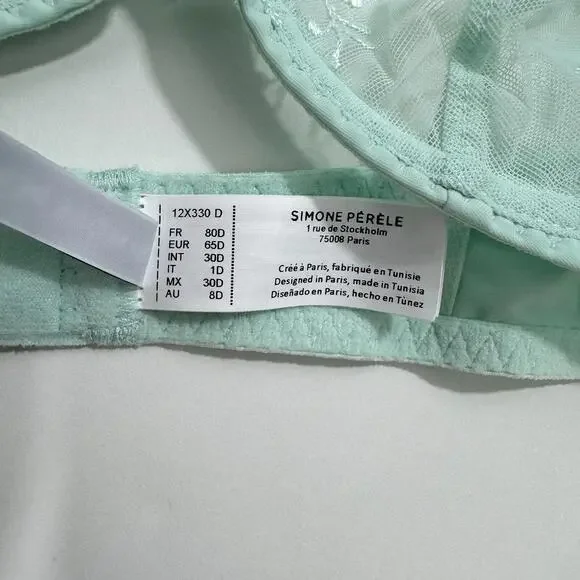 12X330 D
FR 80D
EUR 65D
INT 30D
IT 1D
MX 30D
AU 8D
SIMONE PÉRÈLE
1 rue de Stockholm
75008 Paris
Créé à Paris, fabriqué en Tunisie
Designed in Paris, made in Tunisia
Diseñado en Paris, hecho en Tùnez